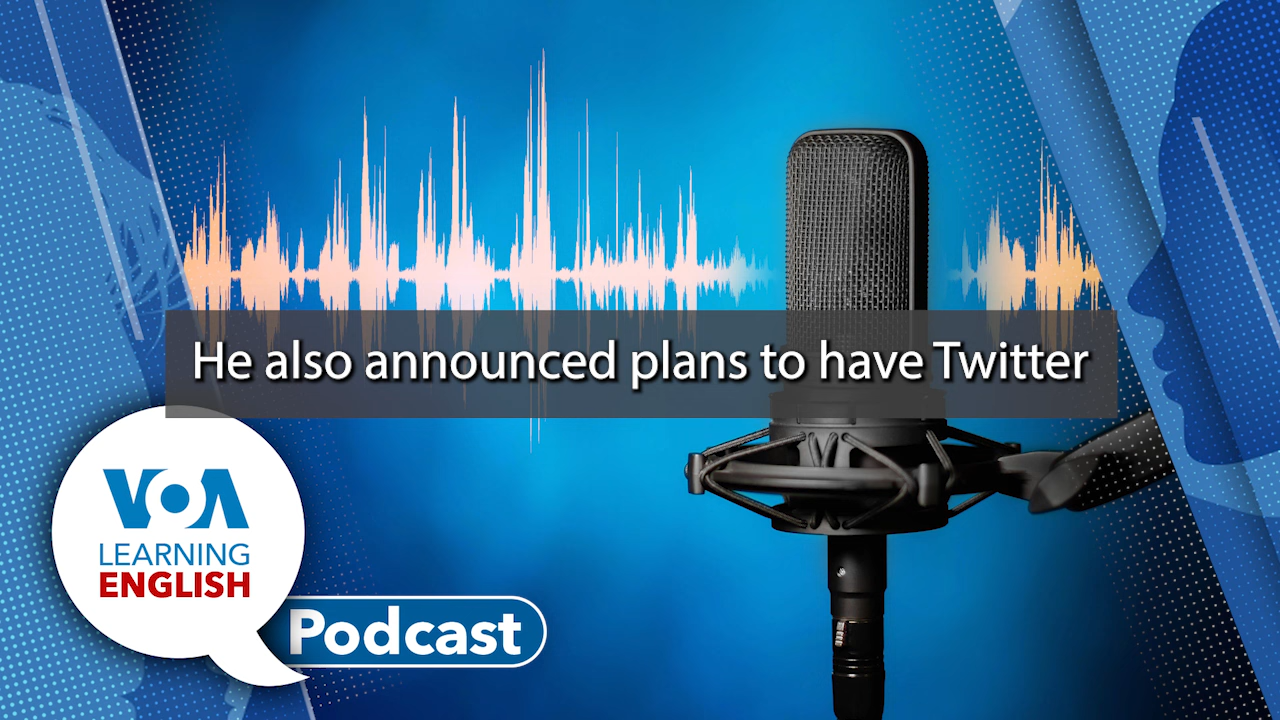 He also announced plans to have Twitter
VOA
LEARNING
ENGLISH
Podcast